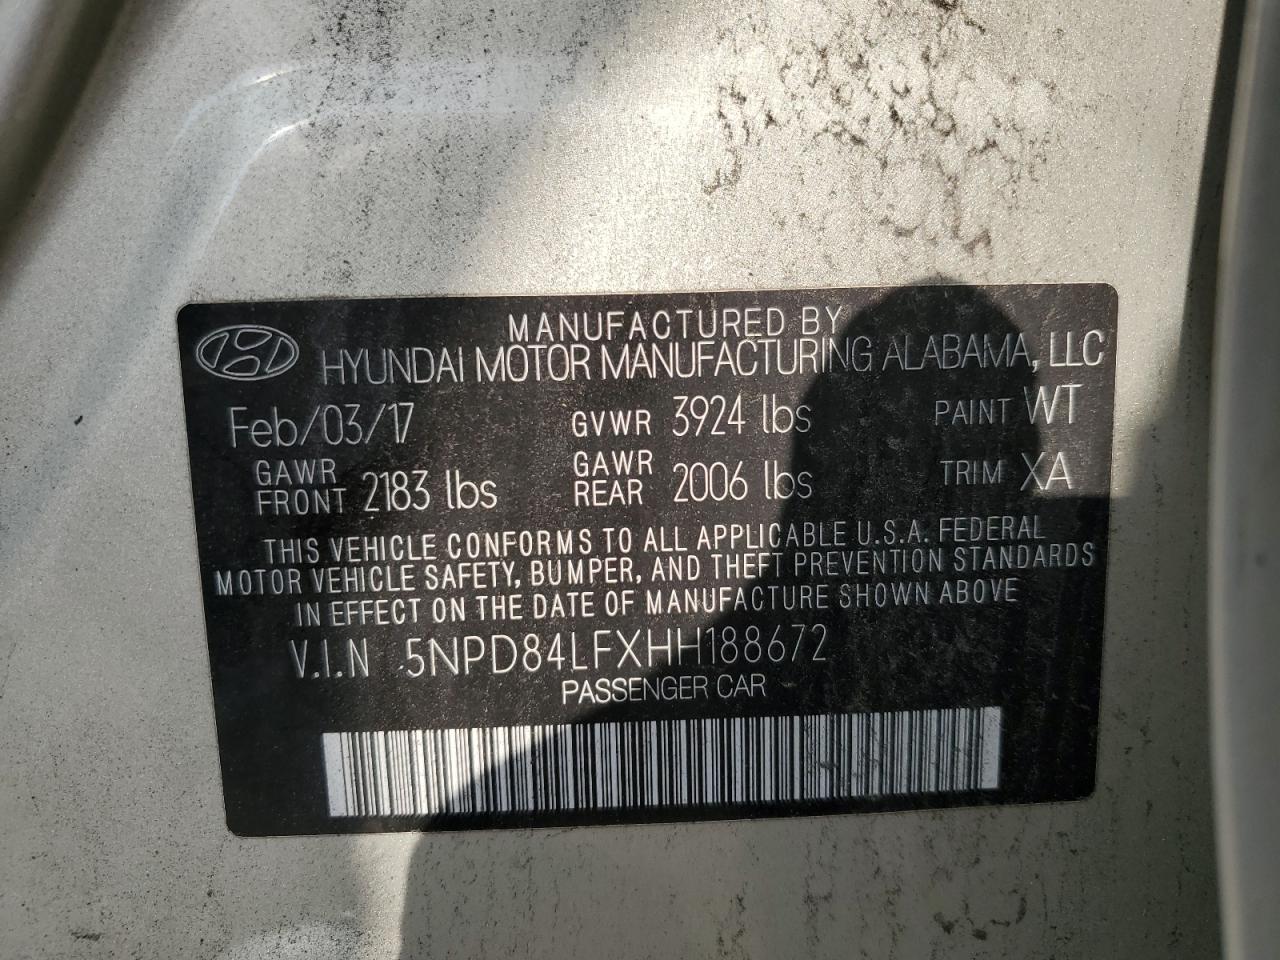 MANUFACTURED BY
HYUNDAI MOTOR MANUFACTURING ALABAMA, LLC
Feb/03/17 GVWR 3924 lbs PAINT WT
GAWR FRONT 2183 lbs GAWR REAR 2006 lbs TRIM XA
THIS VEHICLE CONFORMS TO ALL APPLICABLE U.S.A. FEDERAL
MOTOR VEHICLE SAFETY, BUMPER, AND THEFT PREVENTION STANDARDS
IN EFFECT ON THE DATE OF MANUFACTURE SHOWN ABOVE
V.I.N 5NPD84LFXHH188672
PASSENGER CAR